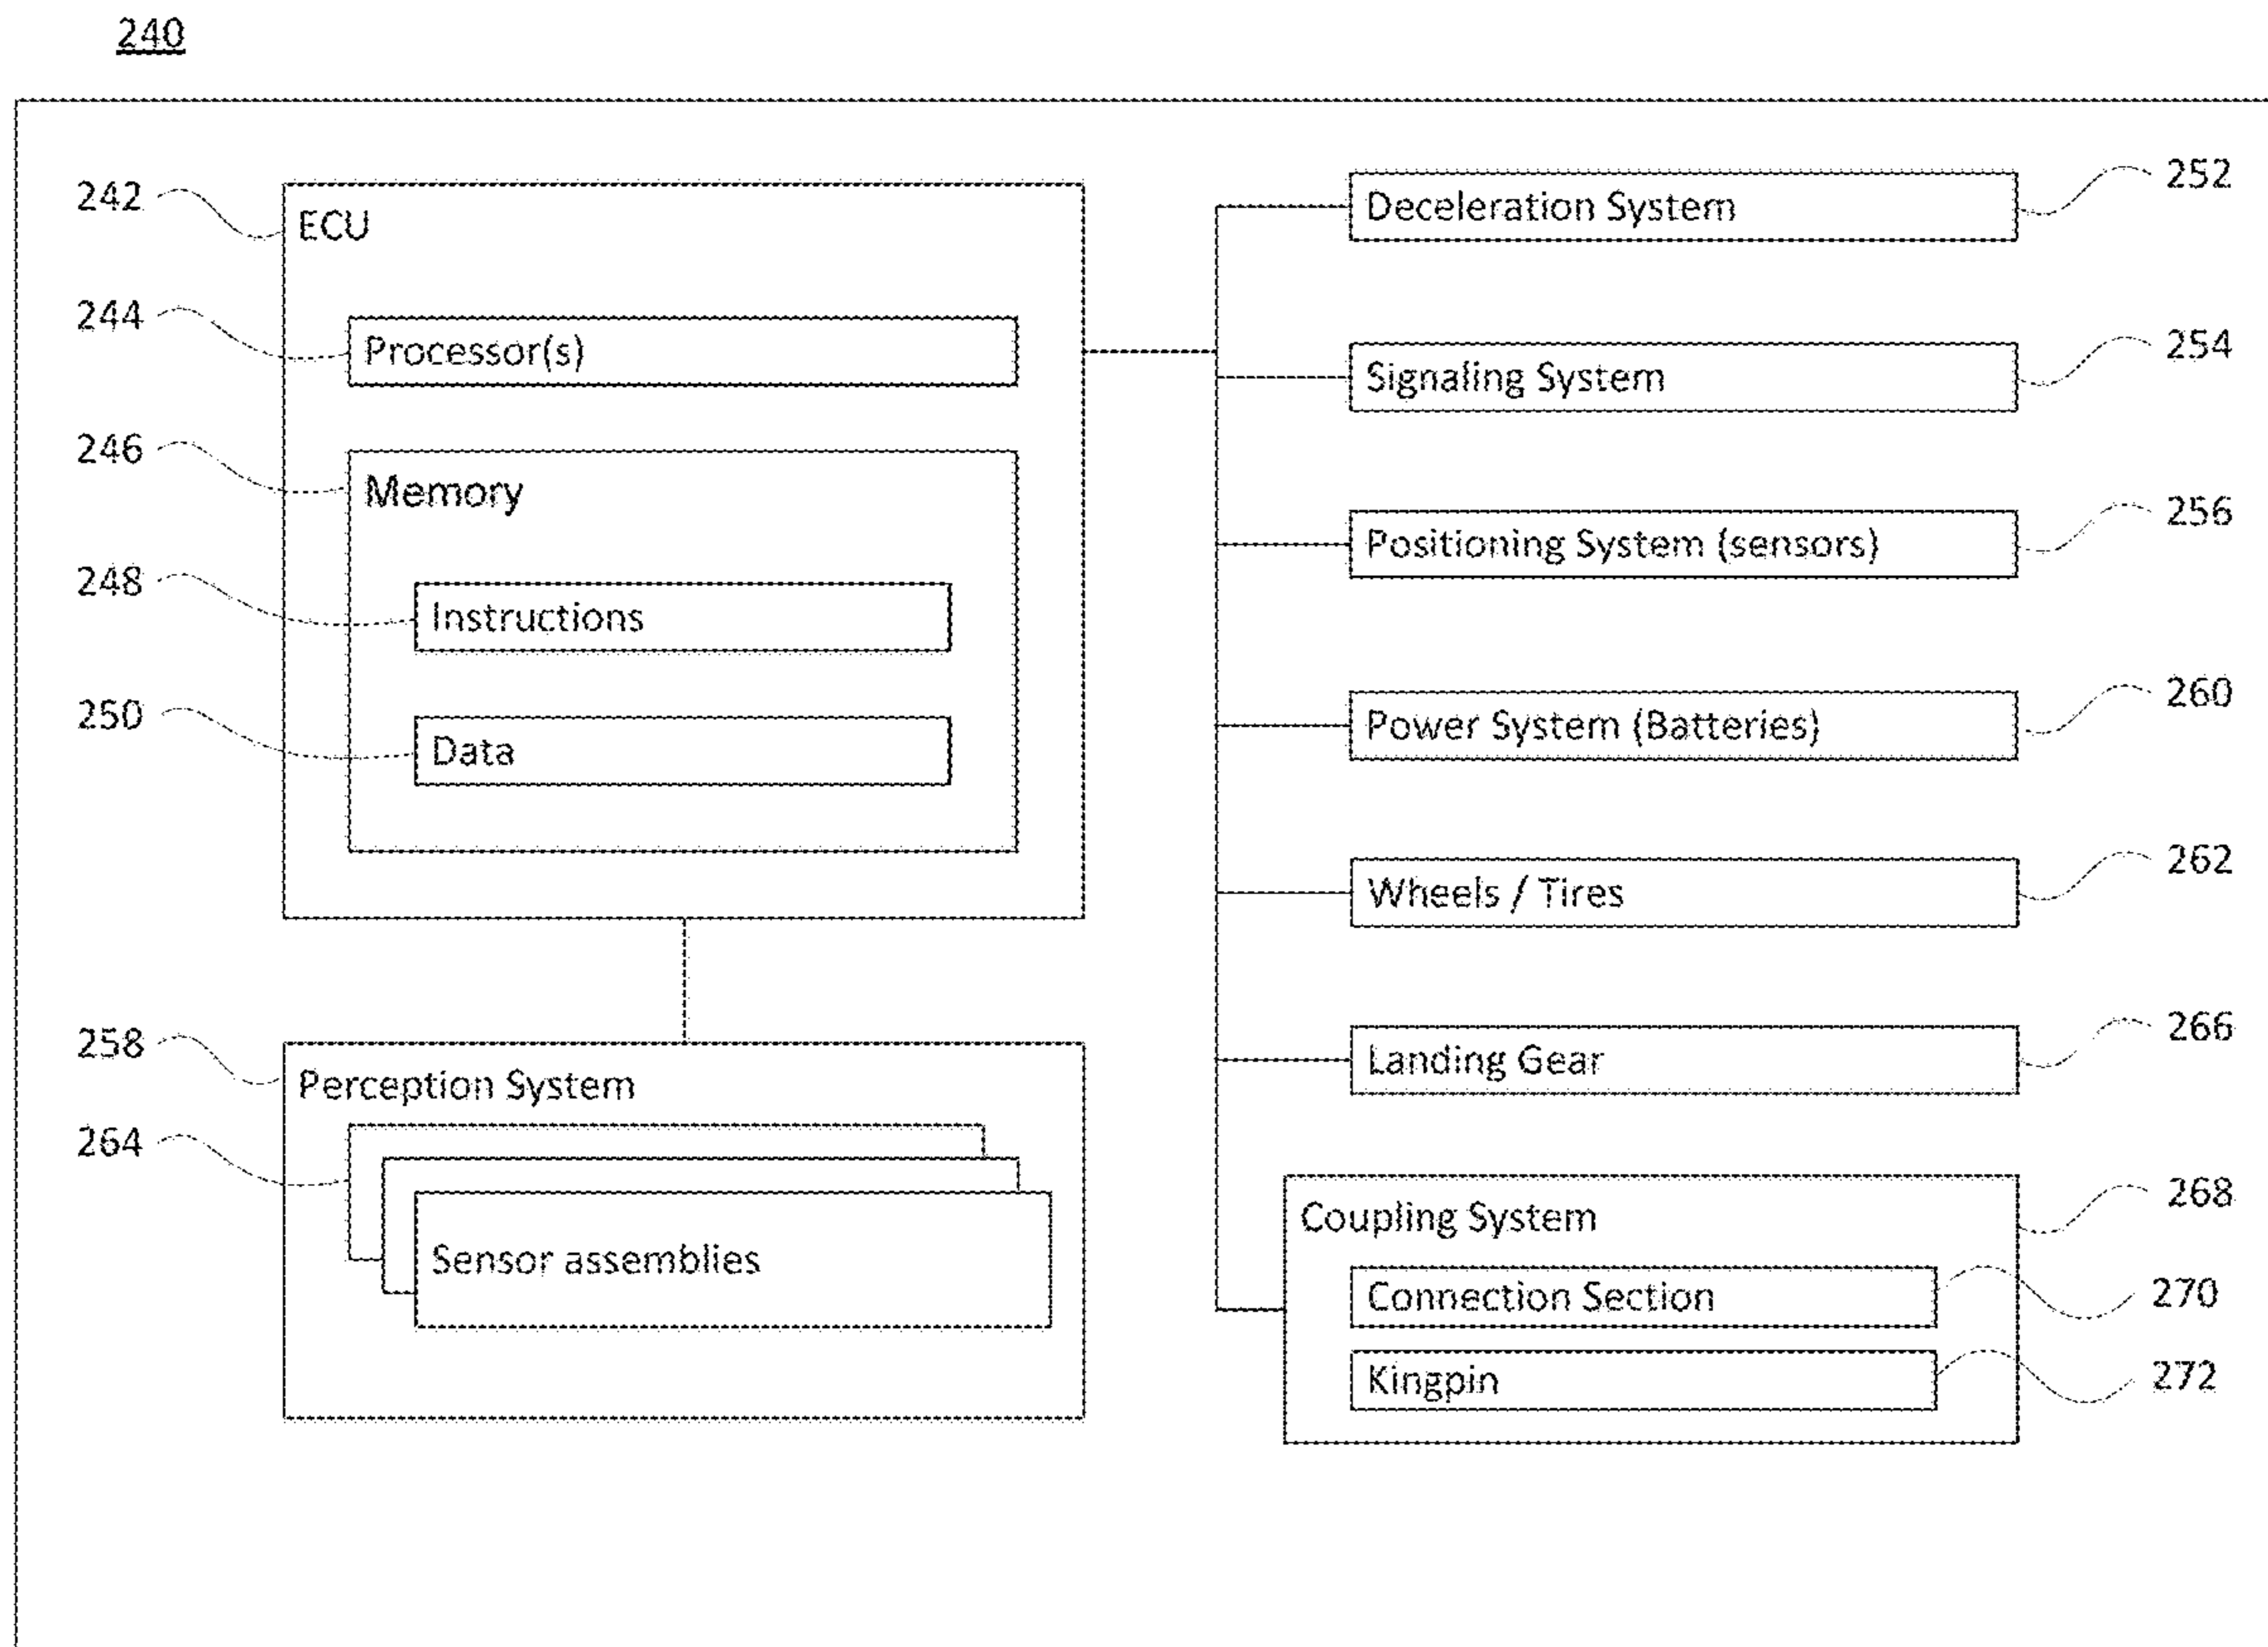 240
242
ECU
244
Processor(s)
246
Memory
248
Instructions
250
Data
258
Perception System
264
Sensor assemblies
Deceleration System
252
Signaling System
254
Positioning System (sensors)
256
Power System (Batteries)
260
Wheels / Tires
262
Landing Gear
266
Coupling System
268
Connection Section
270
Kingpin
272